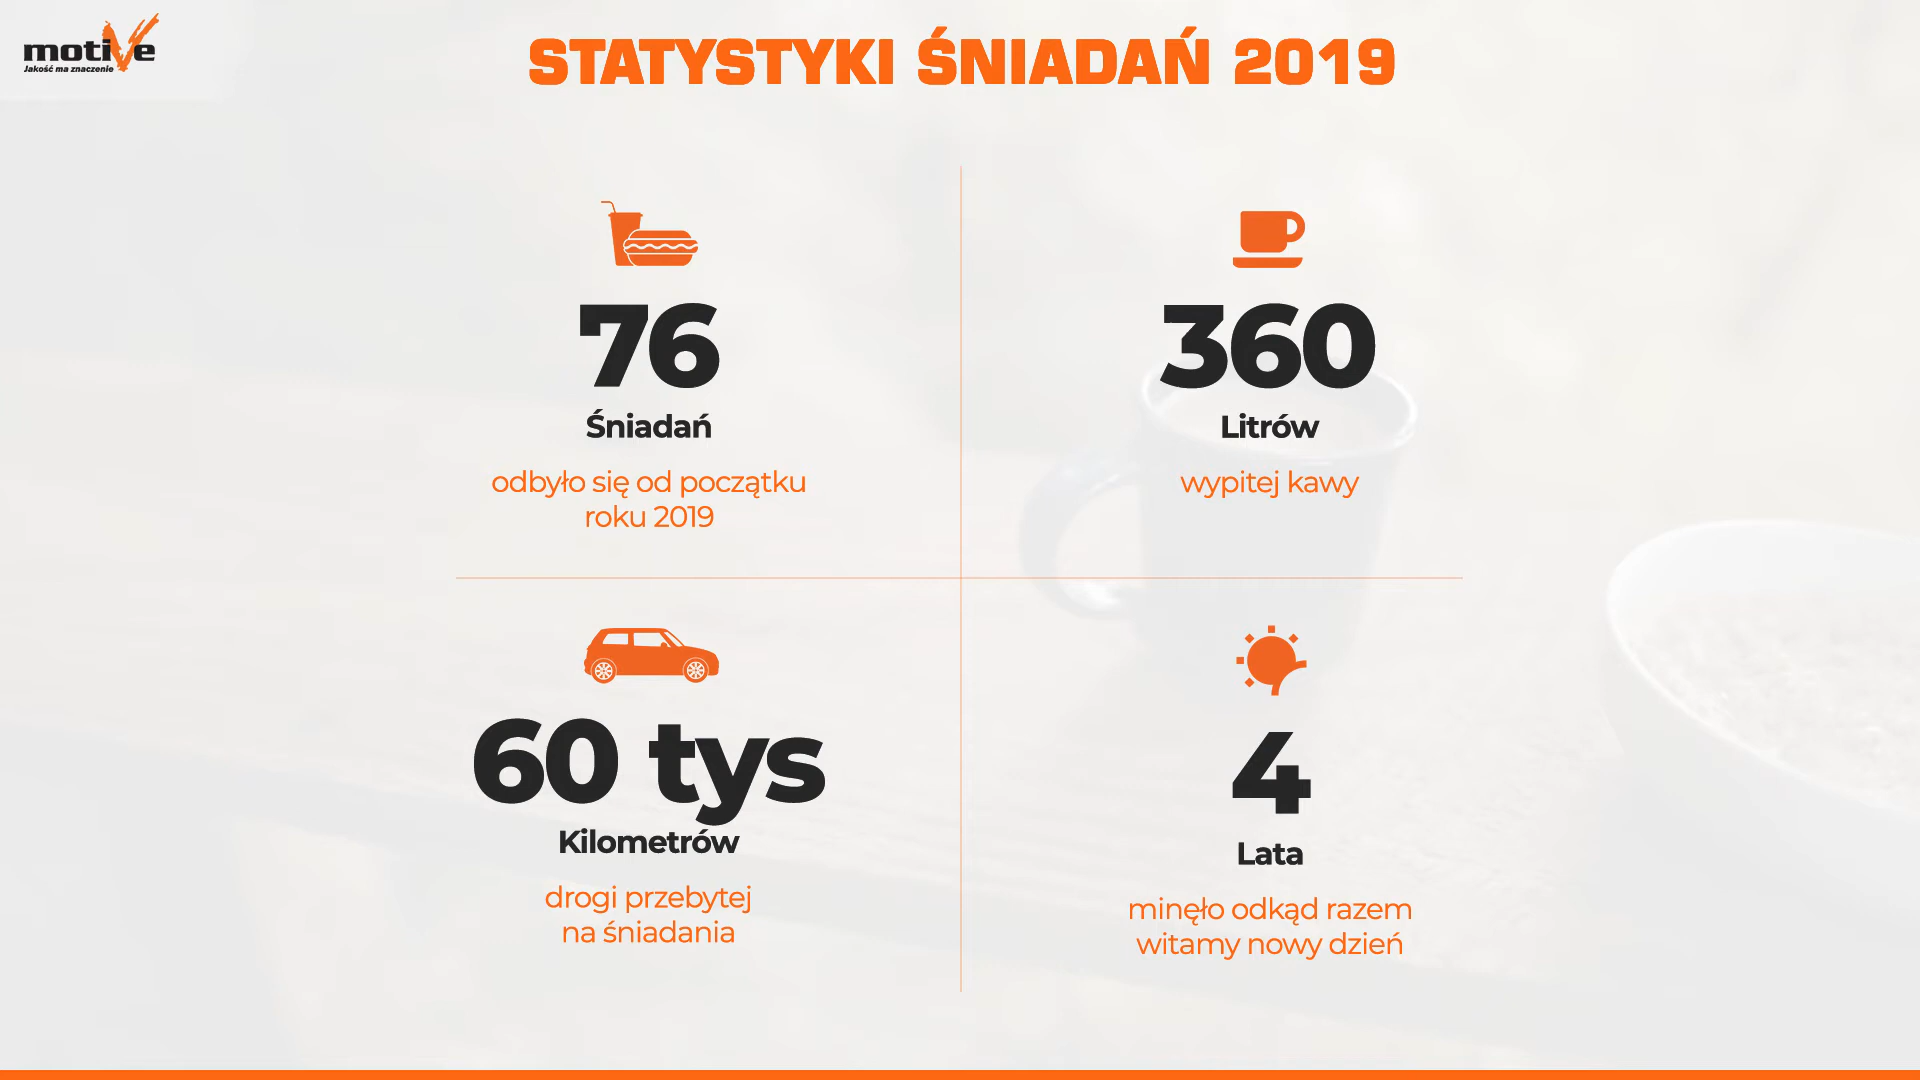 motiVe
Jakość ma znaczenie
STATYSTYKI ŚNIADAŃ 2019
76
Śniadań
odbyło się od początku
roku 2019
360
Litrów
wypitej kawy
60 tys
Kilometrów
drogi przebytej
na śniadania
4
Lata
minęło odkąd razem
witamy nowy dzień